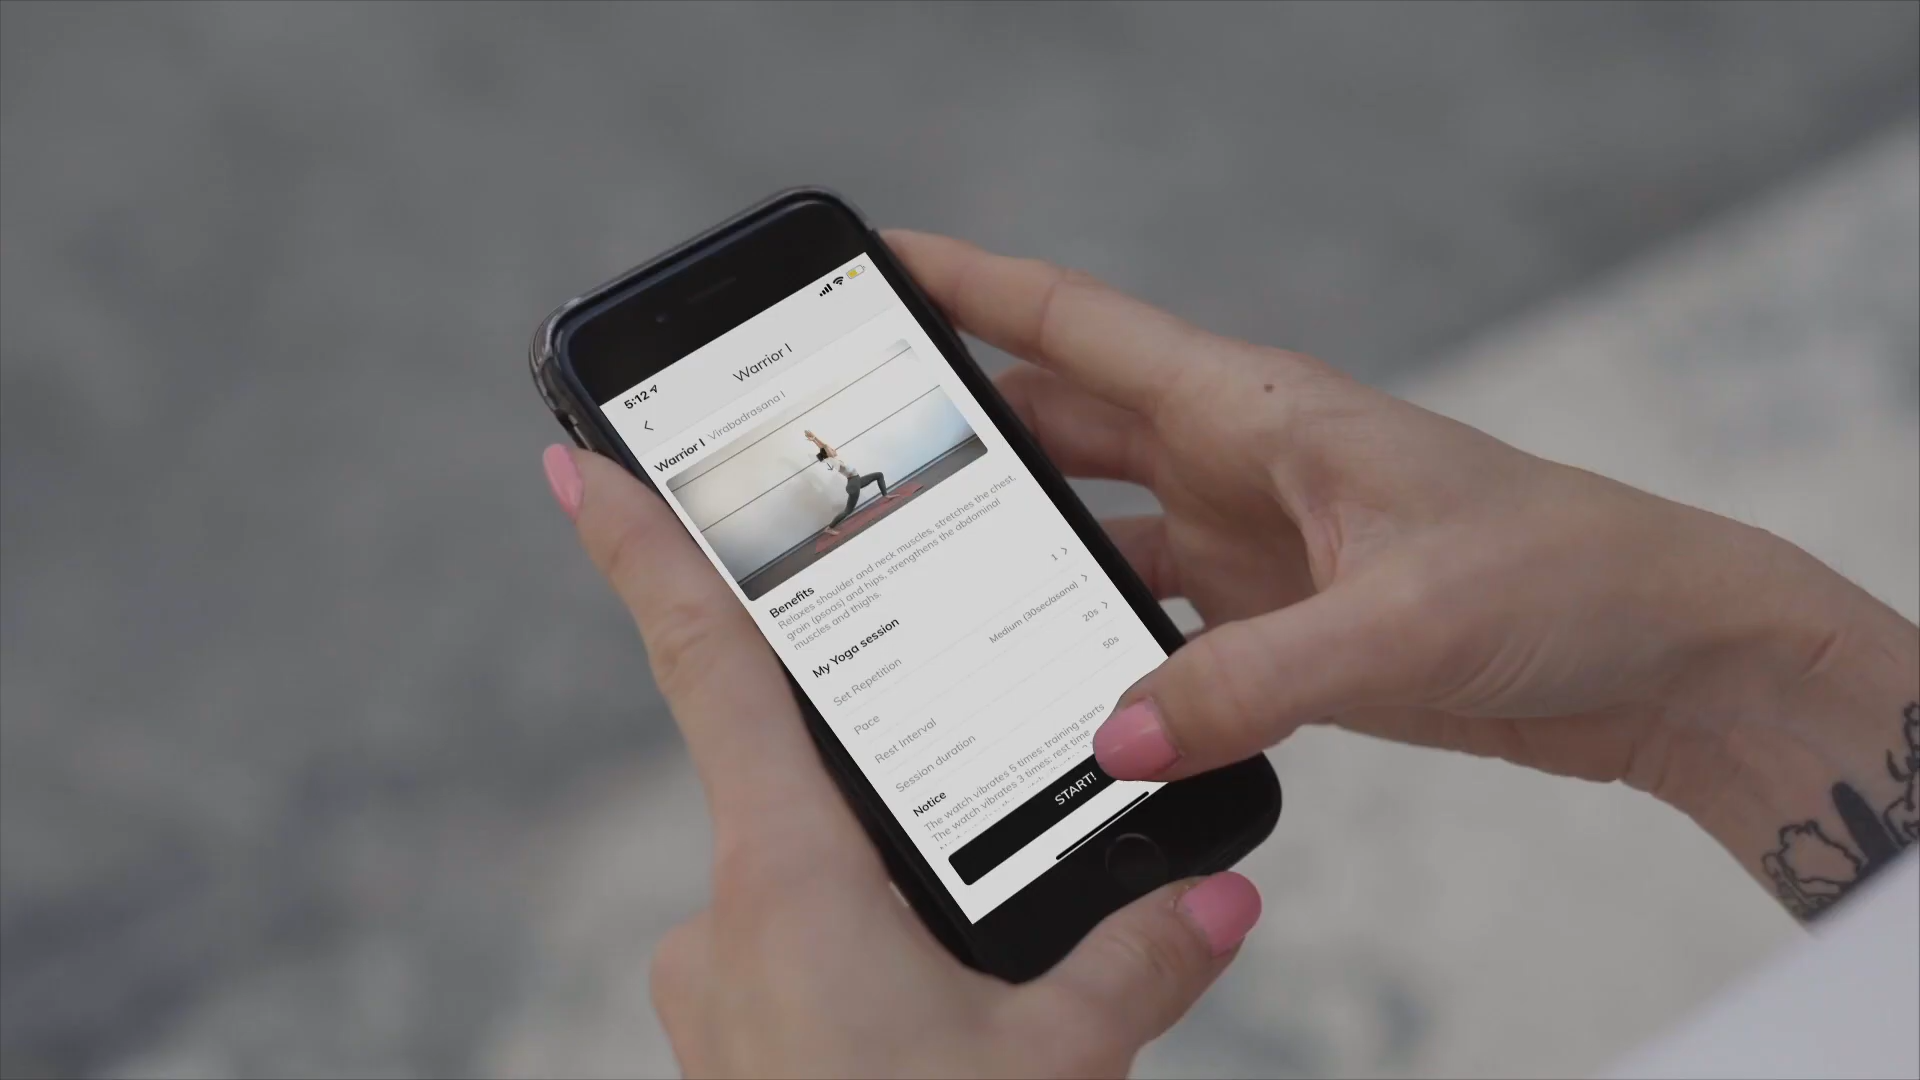 5:12
Warrior I
Warrior I Virabadrasana I
Benefits
Relaxes shoulder and neck muscles, stretches the chest,
groin (psoas) and hips, strengthens the abdominal
muscles and thighs.
My Yoga session
Set Repetition 1
Pace Medium (30sec/asana)
Rest Interval 20s
Session duration 50s
Notice
The watch vibrates 5 times: training starts
The watch vibrates 3 times: rest time
START!